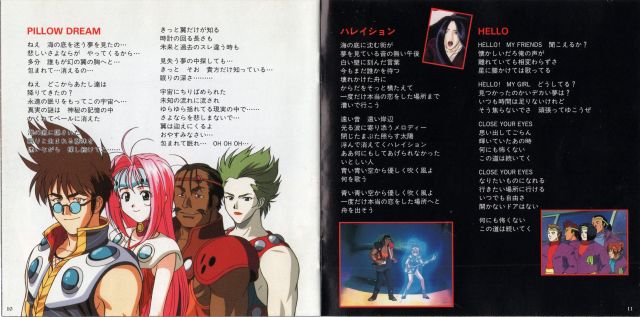 PILLOW DREAM
ねえ 海の底を迷う夢を見たの…
悲しいさよならが やってくるから…
多分 誰もが幻の翼の胸へと…
包まれて…消えるの…
ねえ どこからあたし達は
降りてきたの?
永遠の眠りをもってこの宇宙へ…
真実の謎は 神秘の記憶の中
かくれてベールに消えた
きっと翼だけが知る
時計の回る長さも
未来と過去のスレ違う時も
見失う夢の中探しても…
きっと そお 貴方だけ知っている…
眠りの深さ………
宇宙にちりばめられた
未知の流れに流され
ゆらゆら揺れてる現実の中で……
さよならを悲しまないで…
翼は迎えにくるよ
おやすみなさい…
包まれて眠れ… OH OH OH…
10
ハレイション
海の底に沈む街が
夢を見ている音の無い午後
白い壁に刻んだ言葉
今もまだ誰かを待つ
壊れかけた舟に
からだをそっと横たえて
一度だけ本当の恋をした場所まで
漕いで行こう
遠い昔 遠い岸辺
光る波に寄り添うメロディー
閉じたまぶた照らす太陽
浮んで消えてくハレイション
ああ何にもしてあげられなかった
いとしい人
青い青い空から優しく吹く風よ
何を歌う
青い青い空から優しく吹く風よ
一度だけ本当の恋をした場所へと
舟を出そう
HELLO
HELLO! MY FRIENDS 聞こえるか?
懐かしいだろ俺の声が
離れていても相変わらずさ
星に腰かけては歌ってる
HELLO! MY GIRL どうしてる?
見つかったのかいデカい夢は?
いつも時間は足りないけれど
そう焦らないでさ 頑張ってゆこうぜ
CLOSE YOUR EYES
思い出してごらん
輝いていたあの時
何にも怖くない
この道は続いてく
CLOSE YOUR EYES
なりたいものになれる
行きたい場所に行ける
いつでも自由さ
開かないドアはない
何にも怖くない
この道は続いてく
11